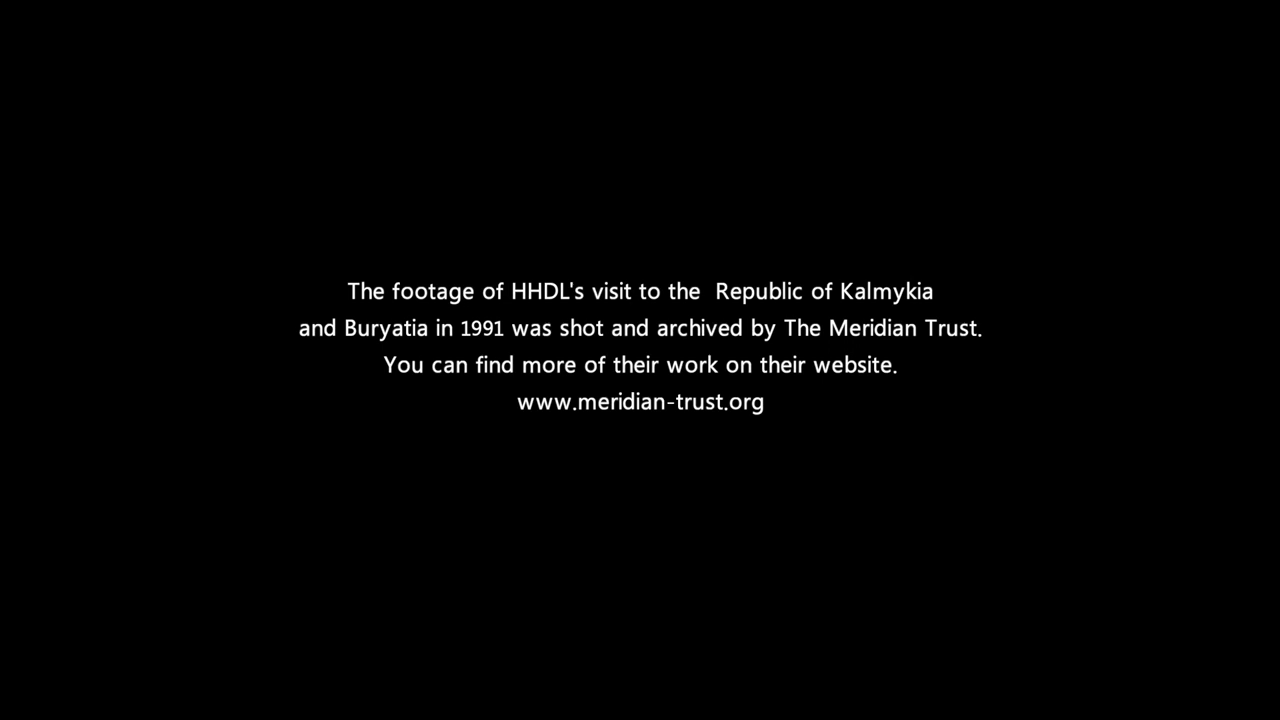 The footage of HHDL's visit to the  Republic of Kalmykia
and Buryatia in 1991 was shot and archived by The Meridian Trust.
You can find more of their work on their website.
www.meridian-trust.org